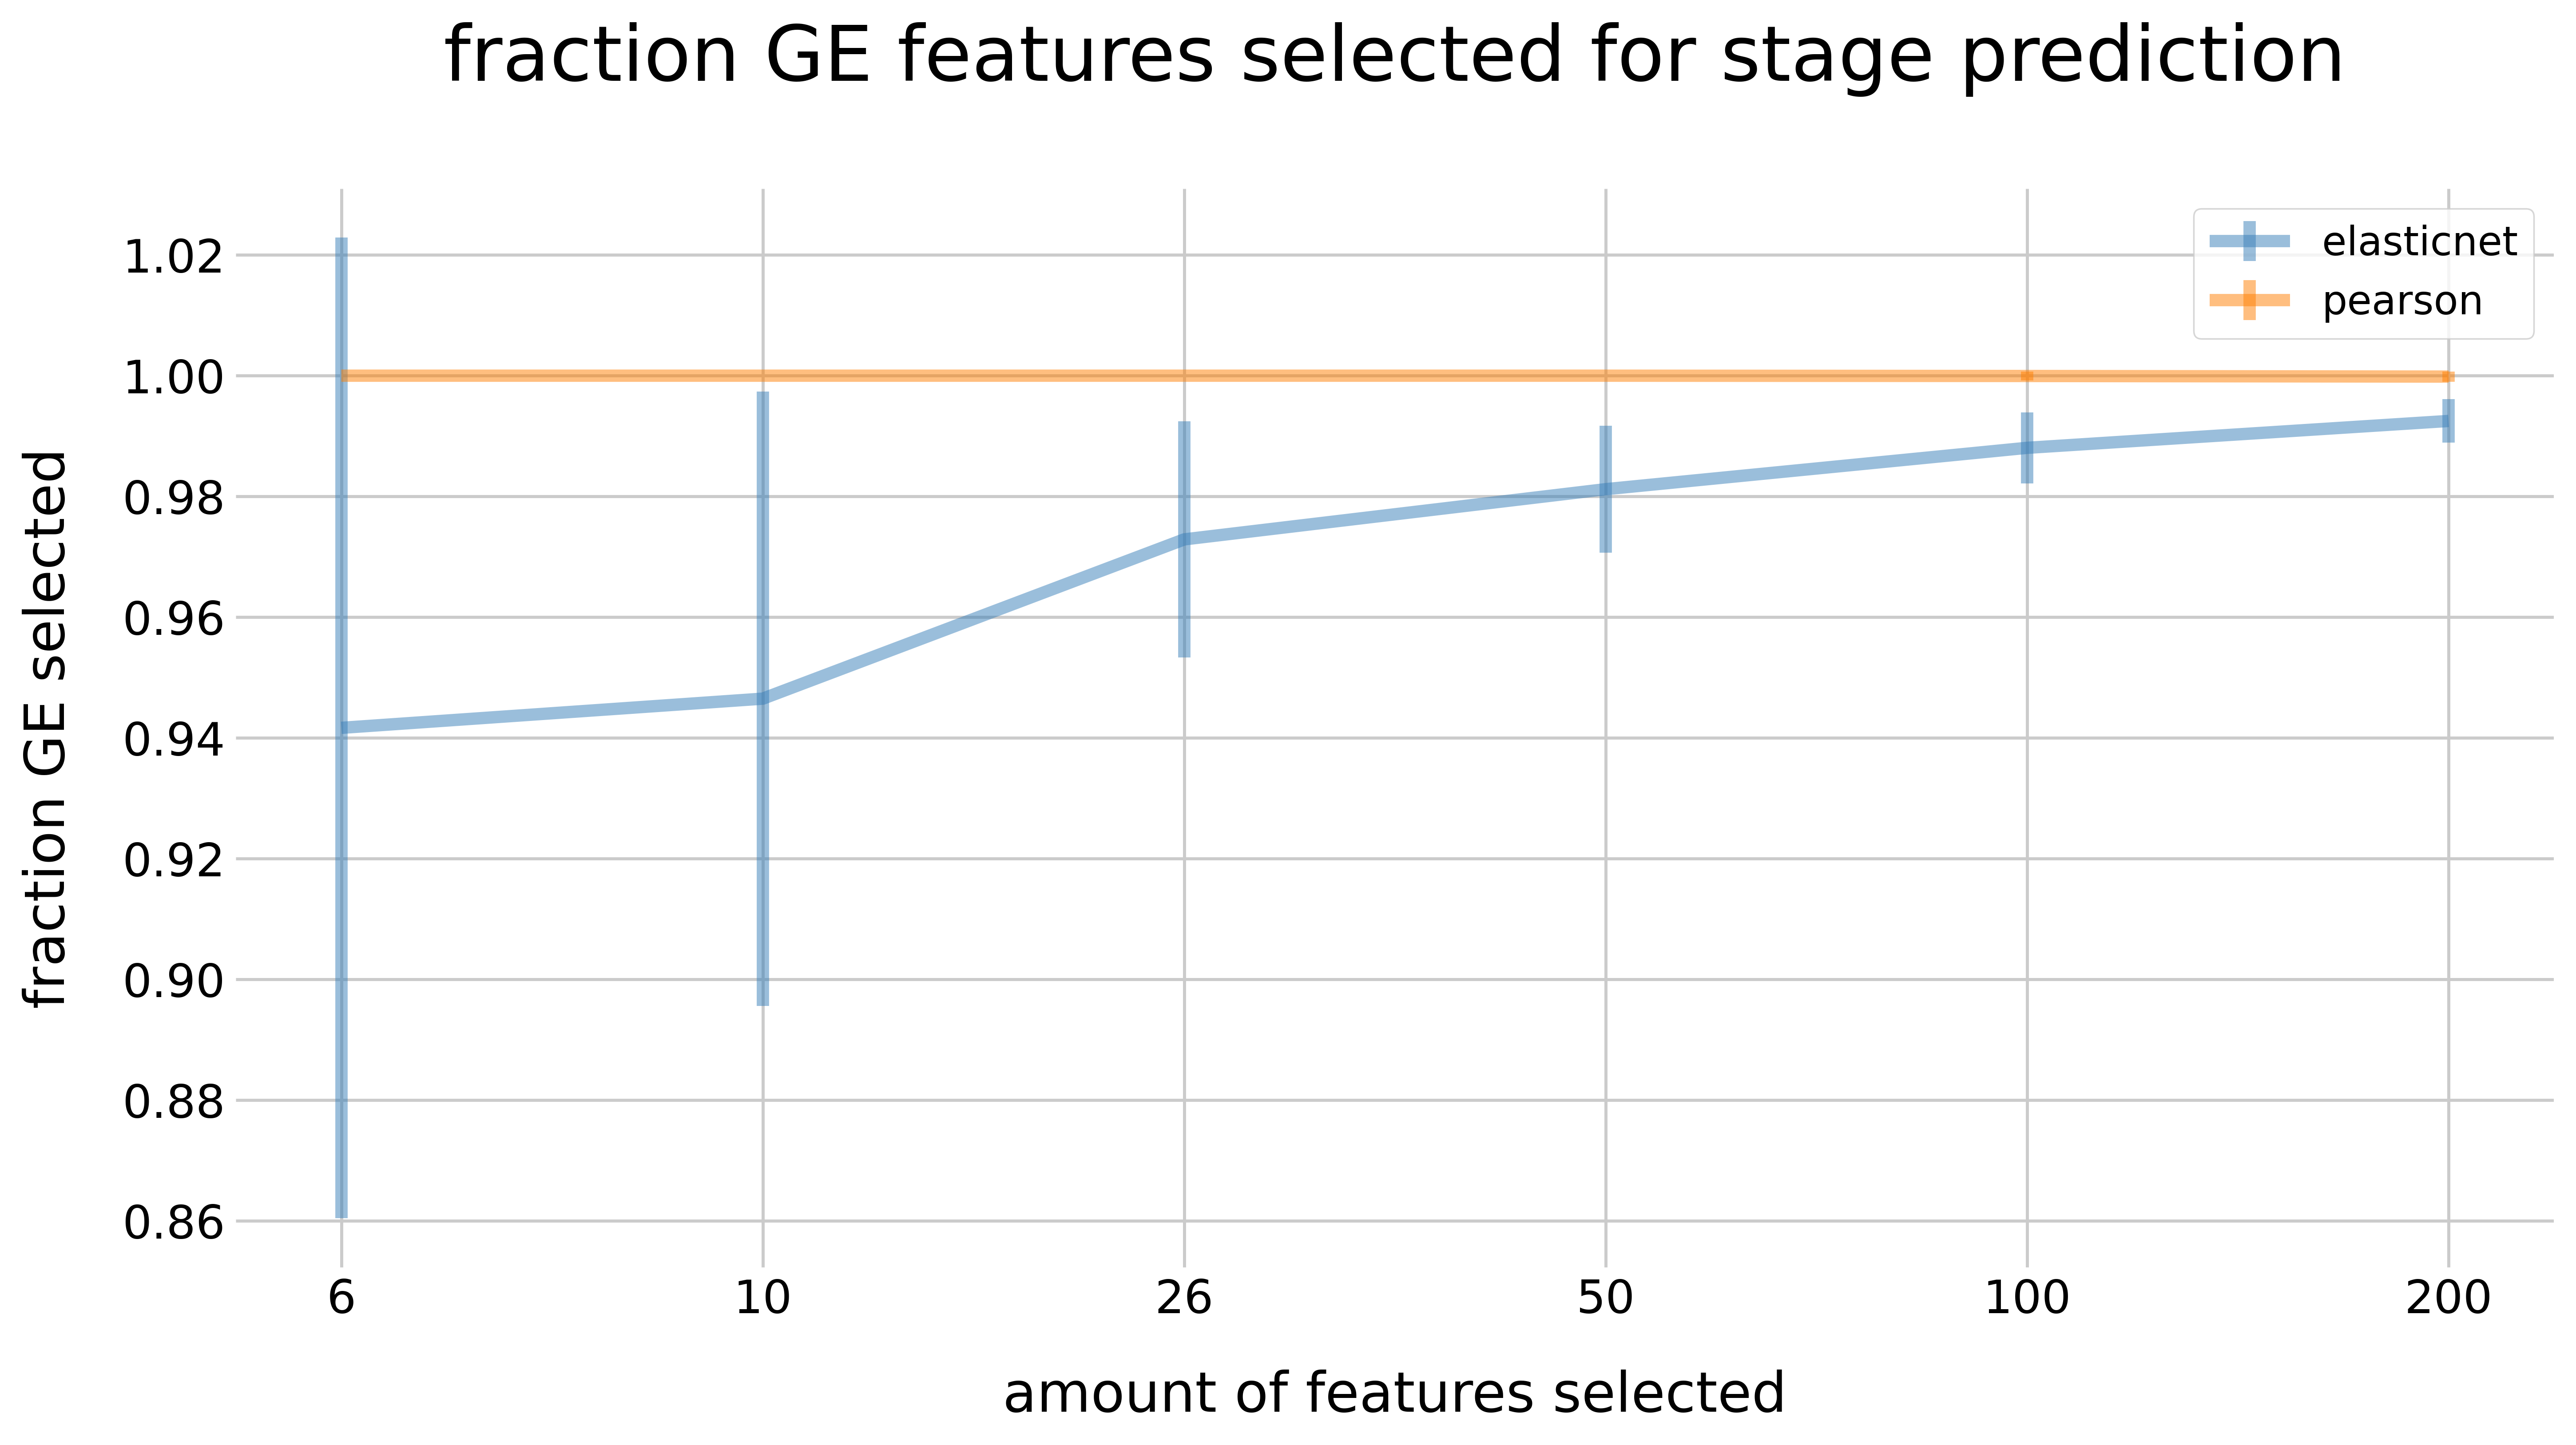 fraction GE features selected for stage prediction
elasticnet
pearson
fraction GE selected
1.02
1.00
0.98
0.96
0.94
0.92
0.90
0.88
0.86
6 10 26 50 100 200
amount of features selected